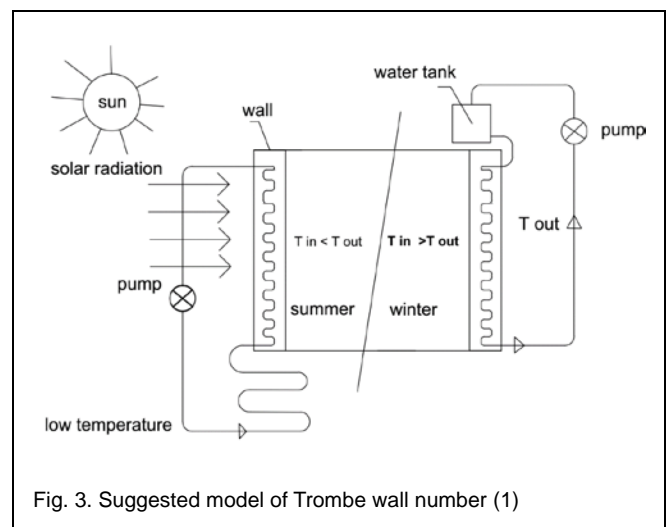 water tank
sun
wall
pump
solar radiation
T out
T in < T out
T in >T out
pump
summer
winter
low temperature
Fig. 3. Suggested model of Trombe wall number (1)